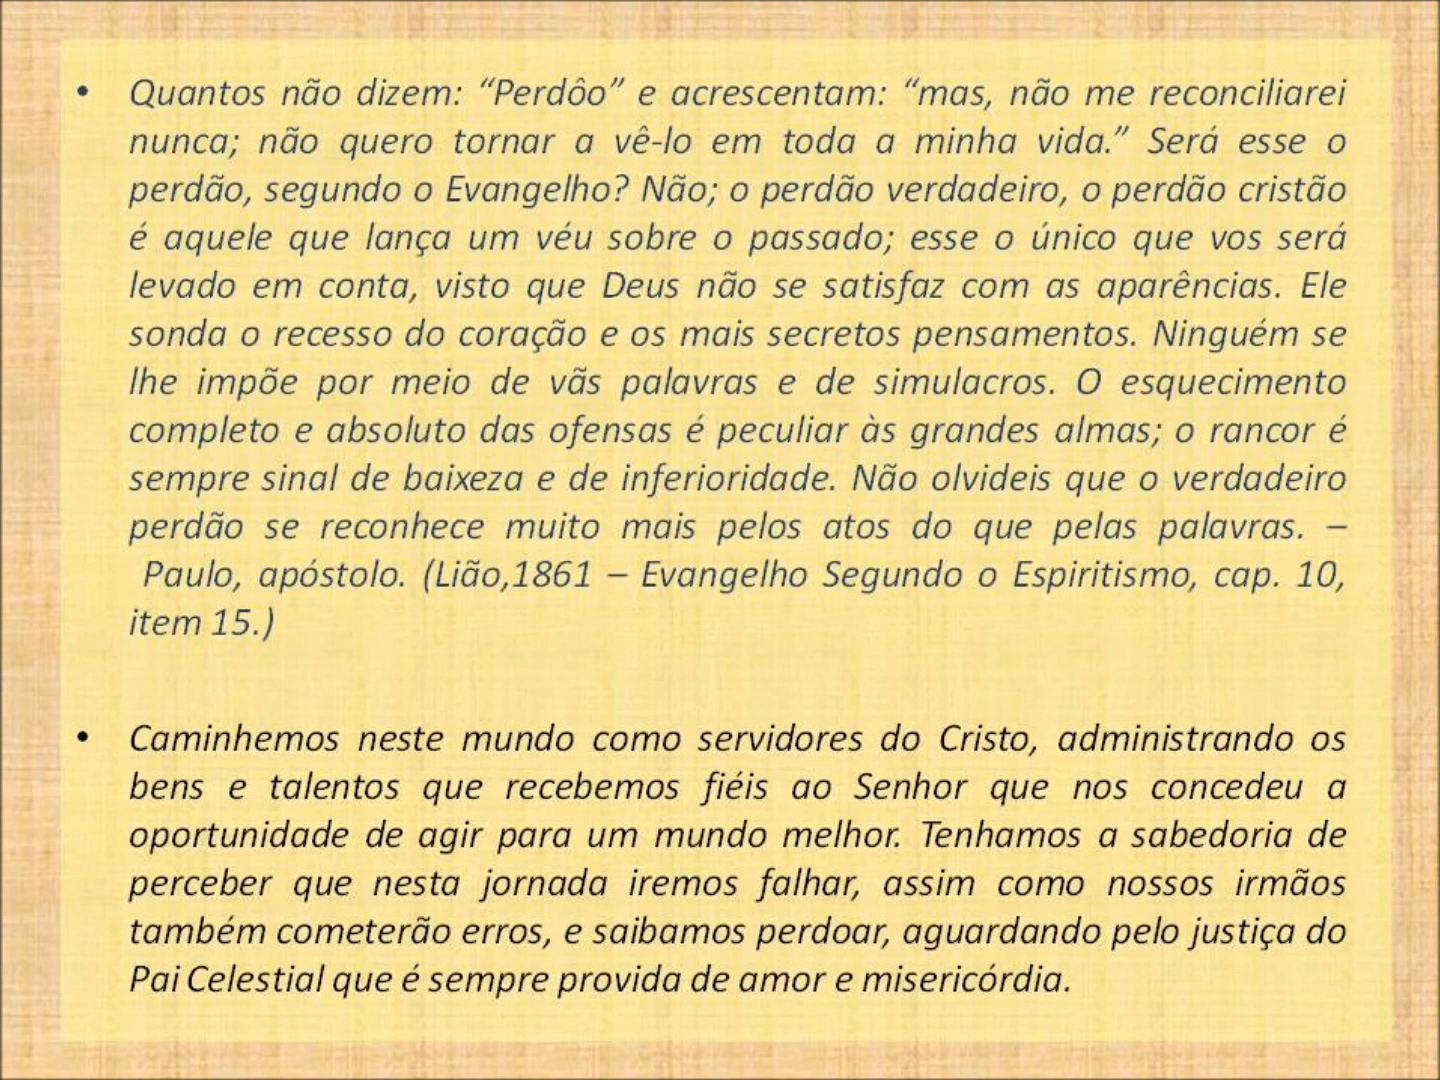 • Quantos não dizem: “Perdôo” e acrescentam: “mas, não me reconciliarei
nunca; não quero tornar a vê-lo em toda a minha vida.” Será esse o
perdão, segundo o Evangelho? Não; o perdão verdadeiro, o perdão cristão
é aquele que lança um véu sobre o passado; esse o único que vos será
levado em conta, visto que Deus não se satisfaz com as aparências. Ele
sonda o recesso do coração e os mais secretos pensamentos. Ninguém se
lhe impõe por meio de vãs palavras e de simulacros. O esquecimento
completo e absoluto das ofensas é peculiar às grandes almas; o rancor é
sempre sinal de baixeza e de inferioridade. Não olvideis que o verdadeiro
perdão se reconhece muito mais pelos atos do que pelas palavras. –
Paulo, apóstolo. (Lião,1861 – Evangelho Segundo o Espiritismo, cap. 10,
item 15.)
• Caminhemos neste mundo como servidores do Cristo, administrando os
bens e talentos que recebemos fiéis ao Senhor que nos concedeu a
oportunidade de agir para um mundo melhor. Tenhamos a sabedoria de
perceber que nesta jornada iremos falhar, assim como nossos irmãos
também cometerão erros, e saibamos perdoar, aguardando pelo justiça do
Pai Celestial que é sempre provida de amor e misericórdia.